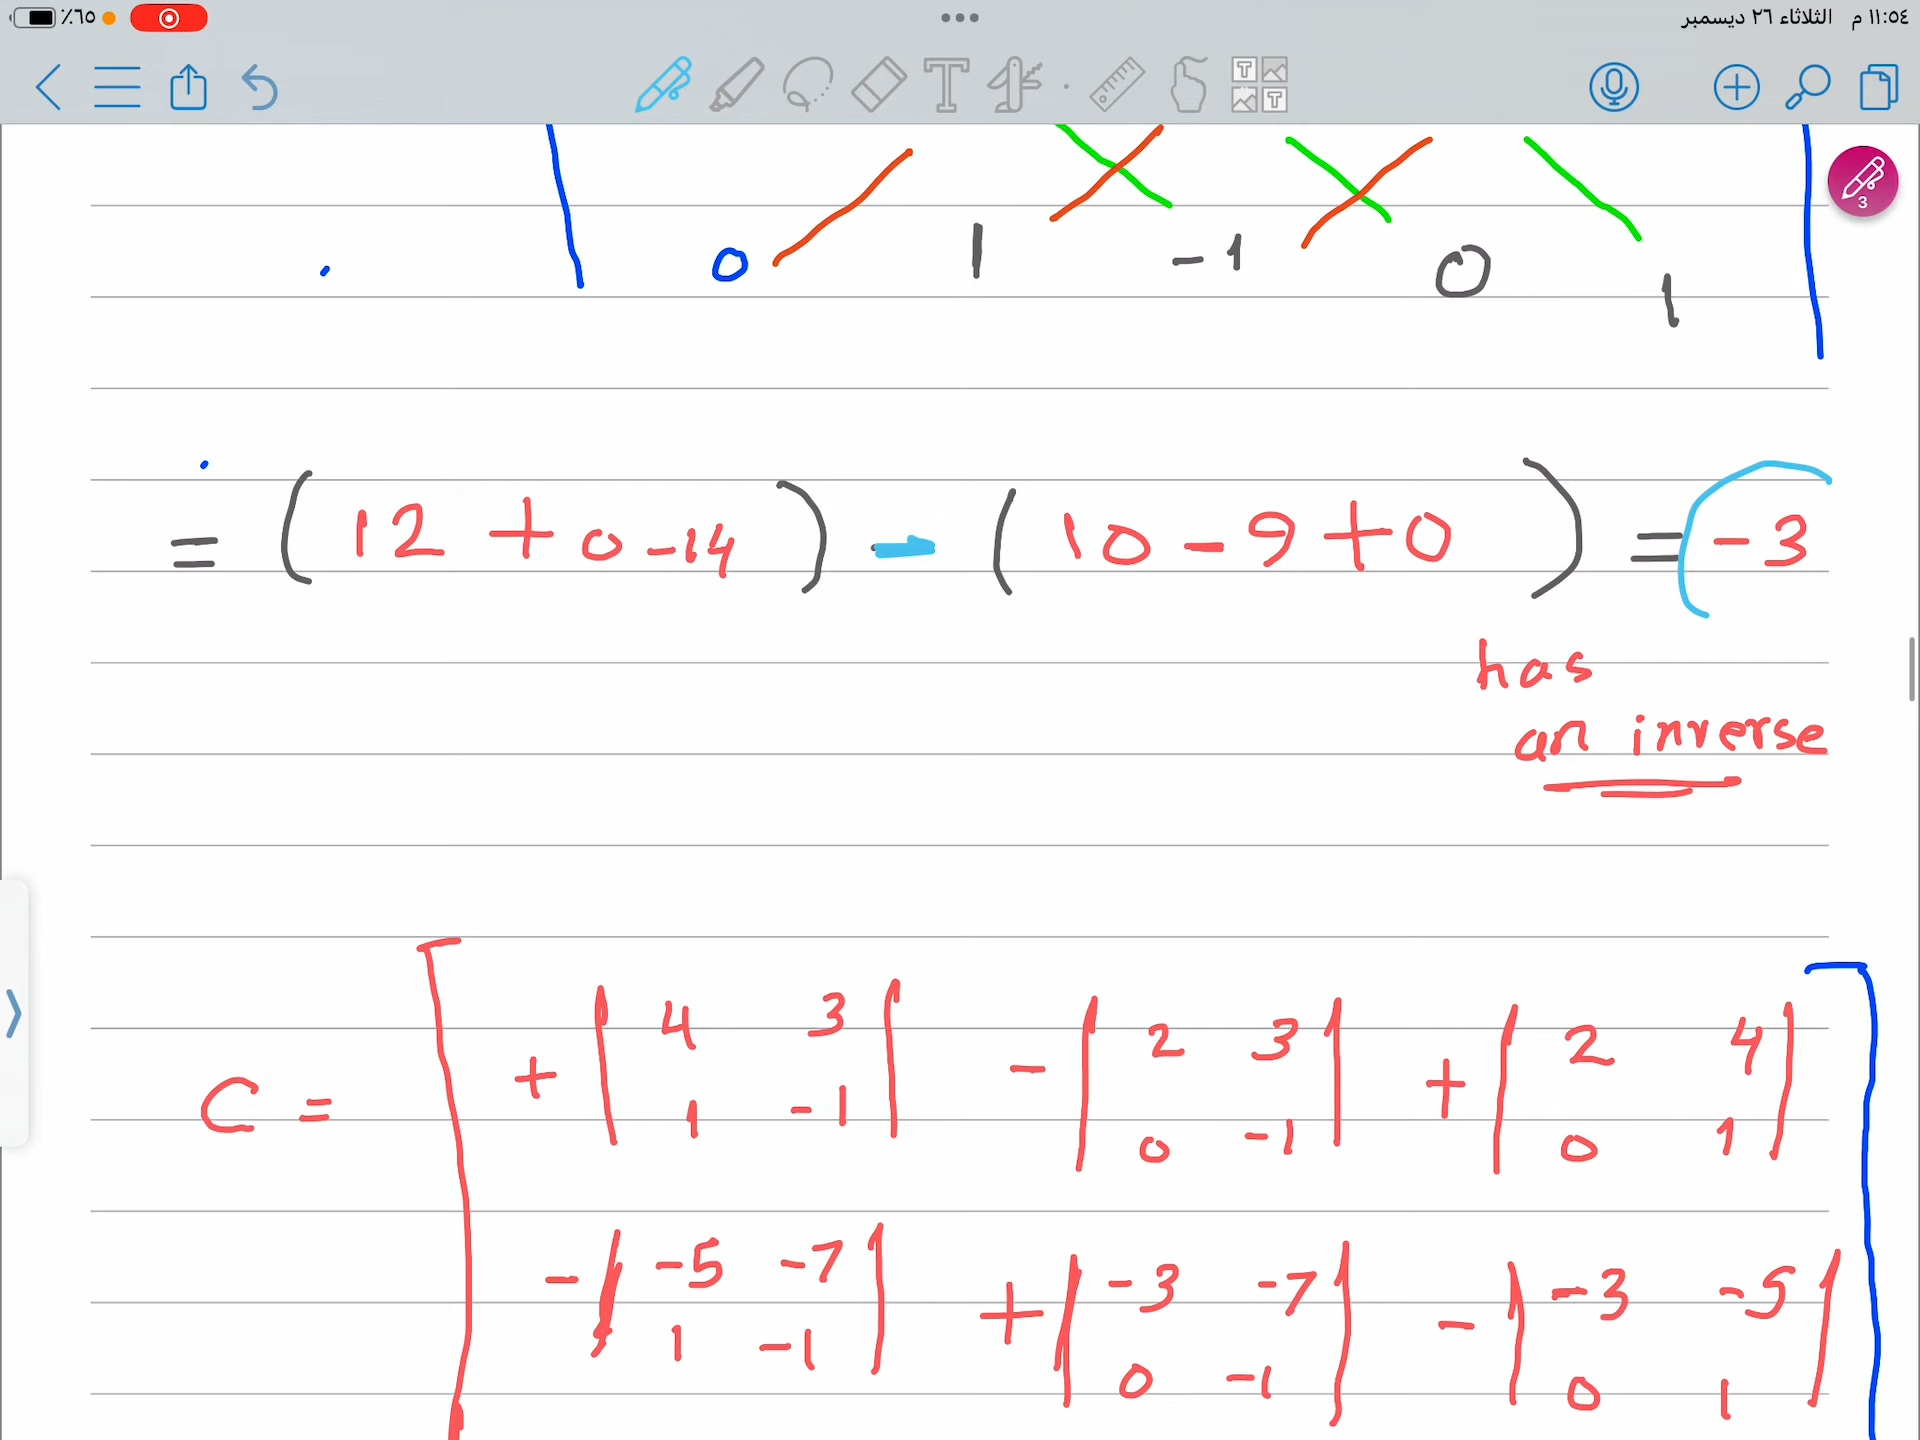 ٪٦٥ ١١:٥٤ م الثلاثاء ٢٦ ديسمبر
3
0 1 -1 0 1
= (12 + 0 -14) - (10 - 9 + 0) = -3
has
an inverse
C = + | 4 3 | - | 2 3 | + | 2 4 |
| 1 -1 | | 0 -1 | | 0 1 |
- | -5 -7 | + | -3 -7 | - | -3 -5 |
| 1 -1 | | 0 -1 | | 0 1 |